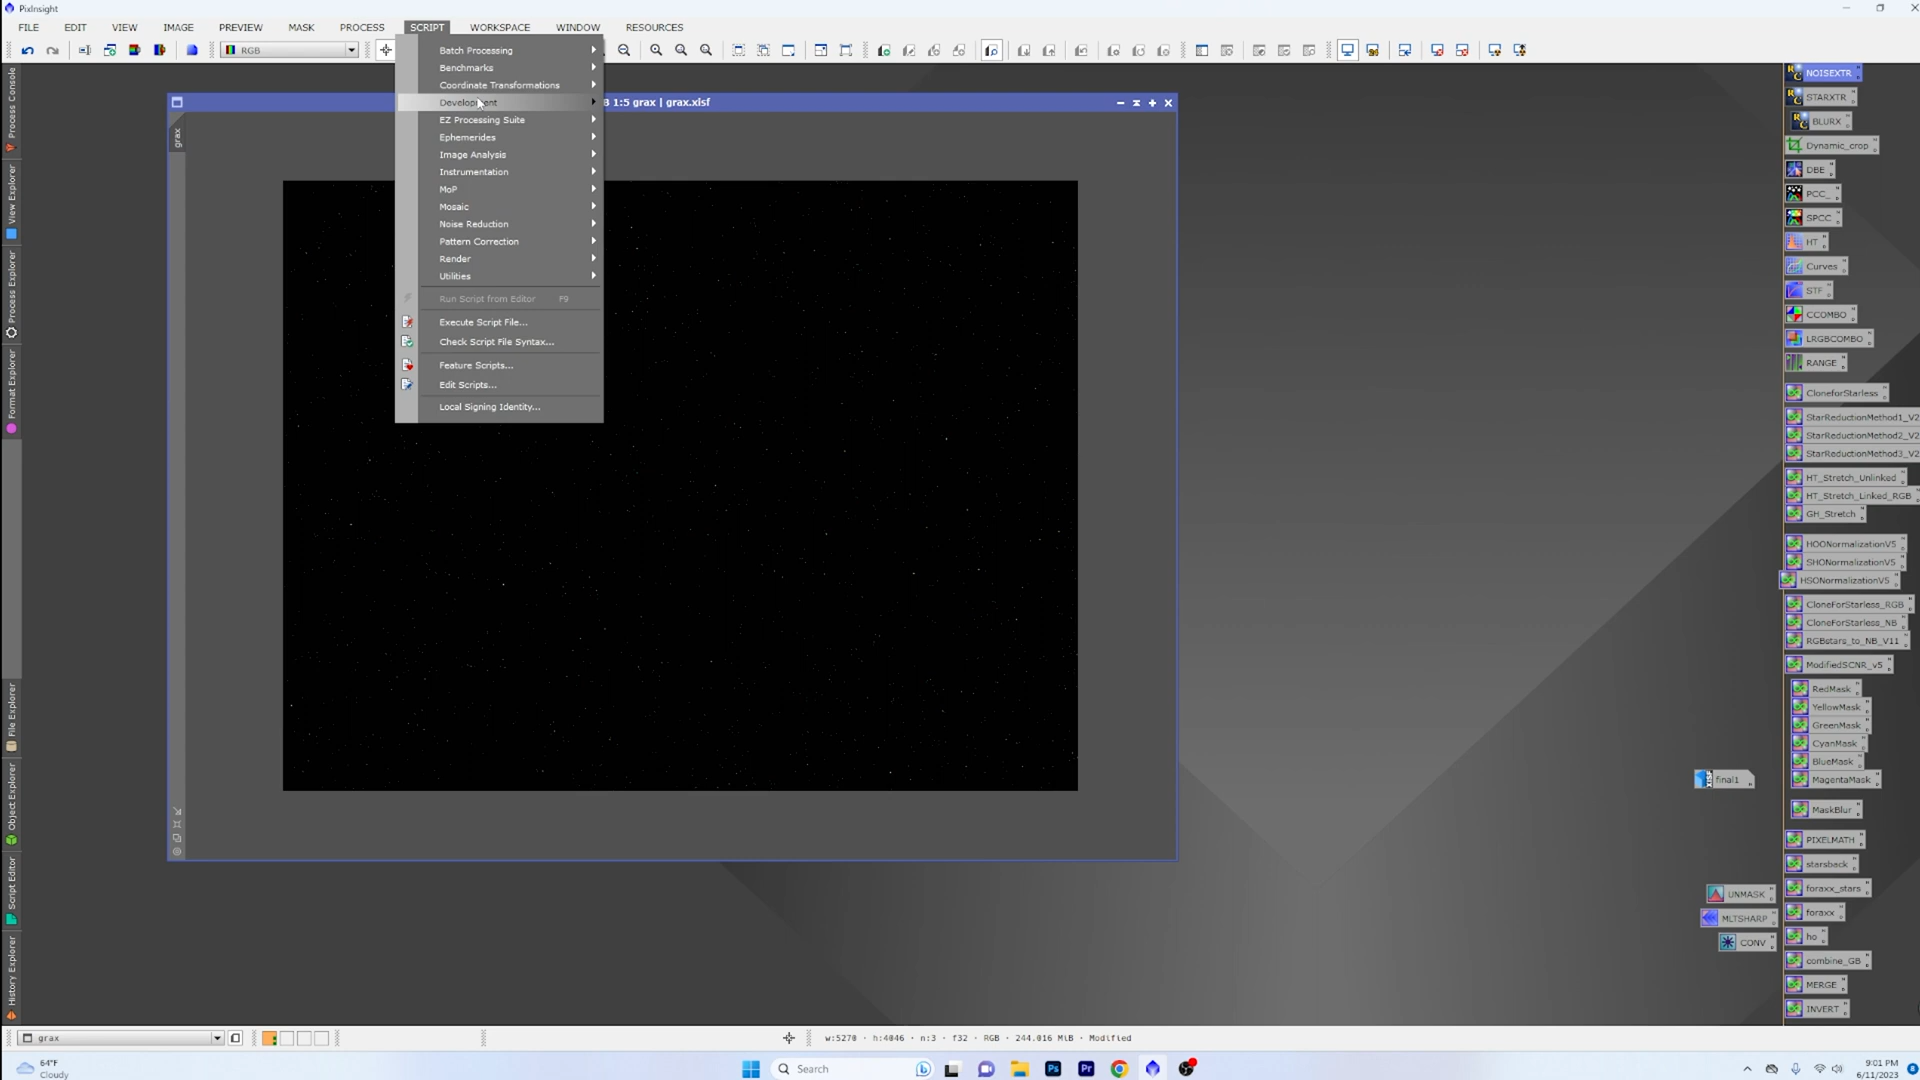 PixInsight
FILE EDIT VIEW IMAGE PREVIEW MASK PROCESS SCRIPT WORKSPACE WINDOW RESOURCES
RGB
B 1:5 grax | grax.xisf
grax
Batch Processing
Benchmarks
Coordinate Transformations
Development
EZ Processing Suite
Ephemerides
Image Analysis
Instrumentation
MoP
Mosaic
Noise Reduction
Pattern Correction
Render
Utilities
Run Script from Editor F9
Execute Script File...
Check Script File Syntax...
Feature Scripts...
Edit Scripts...
Local Signing Identity...
Process Console
View Explorer
Process Explorer
Format Explorer
File Explorer
Object Explorer
Script Editor
History Explorer
NOISEXTR
STARXTR
BLURX
Dynamic_crop
DBE
PCC_
SPCC
HT
Curves
STF
CCOMBO
LRGBCOMBO
RANGE
CloneforStarless
StarReductionMethod1_V2
StarReductionMethod2_V2
StarReductionMethod3_V2
HT_Stretch_Unlinked
HT_Stretch_Linked_RGB
GH_Stretch
HOONormalizationV5
SHONormalizationV5
HSONormalizationV5
CloneForStarless_RGB
CloneForStarless_NB
RGBstars_to_NB_V11
ModifiedSCNR_v5
RedMask
YellowMask
GreenMask
CyanMask
BlueMask
MagentaMask
MaskBlur
PIXELMATH
starsback
foraxx_stars
foraxx
ho
combine_GB
MERGE
INVERT
final1
UNMASK
MLTSHARP
CONV
grax
w:5270 · h:4046 · n:3 · f32 · RGB · 244.016 MiB · Modified
64°F
Cloudy
Search
9:01 PM
6/11/2023
8